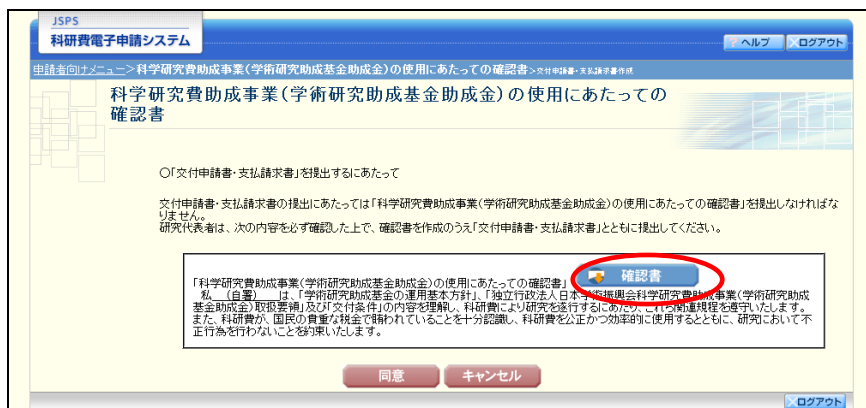 JSPS
科研費電子申請システム
ヘルプ ログアウト
申請者向けメニュー>科学研究費助成事業(学術研究助成基金助成金)の使用にあたっての確認書>交付申請書・支払請求書作成
科学研究費助成事業(学術研究助成基金助成金)の使用にあたっての
確認書
○「交付申請書・支払請求書」を提出するにあたって
交付申請書・支払請求書の提出にあたっては「科学研究費助成事業(学術研究助成基金助成金)の使用にあたっての確認書」を提出しなければな
りません。
研究代表者は、次の内容を必ず確認した上で、確認書を作成のうえ「交付申請書・支払請求書」とともに提出してください。
「科学研究費助成事業(学術研究助成基金助成金)の使用にあたっての確認書」 確認書
私 (自署) は、「学術研究助成基金の運用基本方針」、「独立行政法人日本学術振興会科学研究費助成事業(学術研究助成
基金助成金)取扱要領」及び「交付条件」の内容を理解し、科研費により研究を遂行するにあたり、これら関連規程を遵守いたします。
また、科研費が、国民の貴重な税金で賄われていることを十分認識し、科研費を公正かつ効率的に使用するとともに、研究において不
正行為を行わないことを約束いたします。
同意 キャンセル
ログアウト